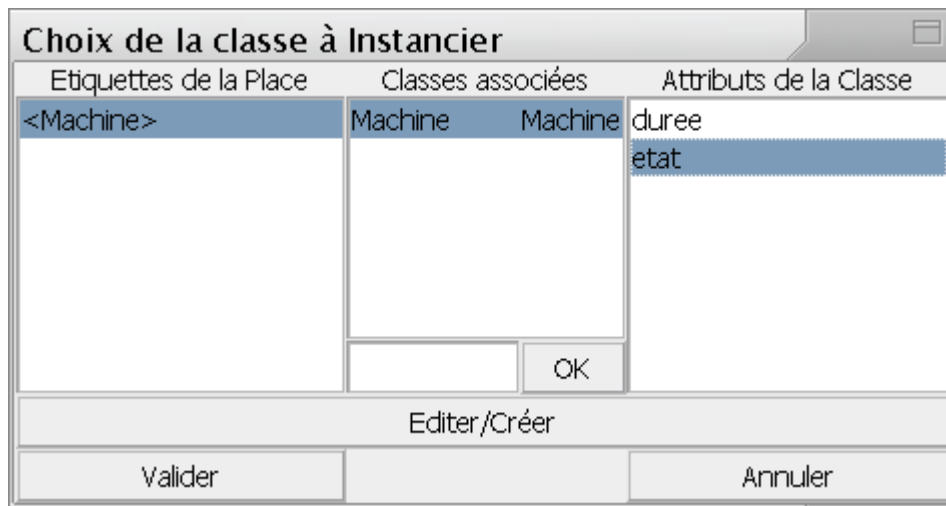 Choix de la classe à Instancier
Etiquettes de la Place Classes associées Attributs de la Classe
<Machine> Machine Machine duree
etat
OK
Editer/Créer
Valider Annuler